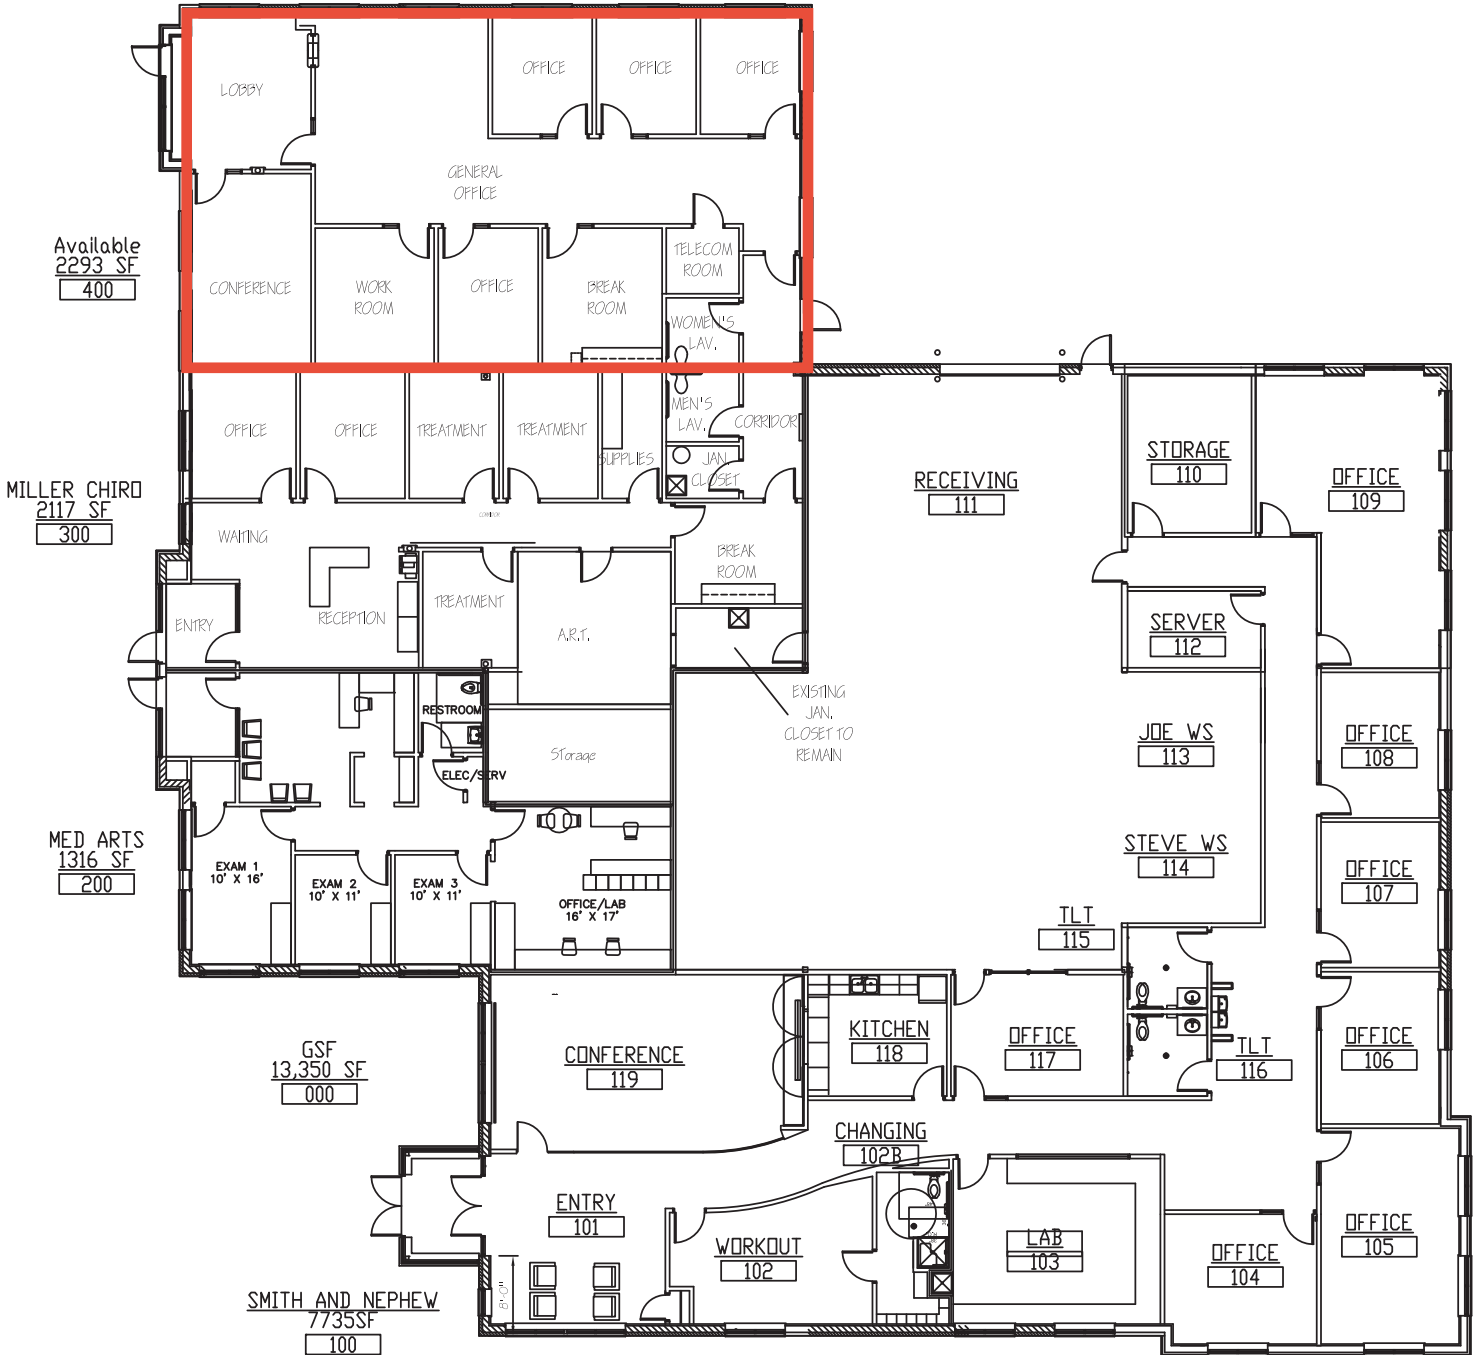 OFFICE
OFFICE
OFFICE
LOBBY
GENERAL
OFFICE
Available
2293 SF
400
CONFERENCE
WORK
ROOM
OFFICE
BREAK
ROOM
TELECOM
ROOM
WOMEN'S
LAV.
MEN'S
LAV.
CORRIDOR
OFFICE
OFFICE
TREATMENT
TREATMENT
SUPPLIES
JAN.
CLOSET
MILLER CHIRO
2117 SF
300
WAITING
BREAK
ROOM
RECEPTION
TREATMENT
A.R.T.
ENTRY
RECEIVING
111
STORAGE
110
OFFICE
109
SERVER
112
EXISTING
JAN.
CLOSET TO
REMAIN
RESTROOM
STorage
ELEC/SERV
JOE WS
113
OFFICE
108
MED ARTS
1316 SF
200
EXAM 1
10' X 16'
EXAM 2
10' X 11'
EXAM 3
10' X 11'
OFFICE/LAB
16' X 17'
STEVE WS
114
OFFICE
107
TLT
115
GSF
13,350 SF
000
CONFERENCE
119
KITCHEN
118
OFFICE
117
TLT
116
OFFICE
106
CHANGING
102B
ENTRY
101
WORKOUT
102
LAB
103
OFFICE
104
OFFICE
105
8'-0"
SMITH AND NEPHEW
7735SF
100